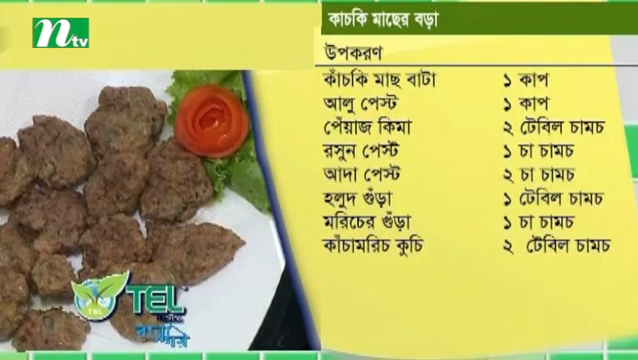 ntv
কাচকি মাছের বড়া
উপকরণ
কাঁচকি মাছ বাটা ১ কাপ
আলু পেস্ট ১ কাপ
পেঁয়াজ কিমা ২ টেবিল চামচ
রসুন পেস্ট ১ চা চামচ
আদা পেস্ট ২ চা চামচ
হলুদ গুঁড়া ১ টেবিল চামচ
মরিচের গুঁড়া ১ চা চামচ
কাঁচামরিচ কুচি ২ টেবিল চামচ
TEL
TEL